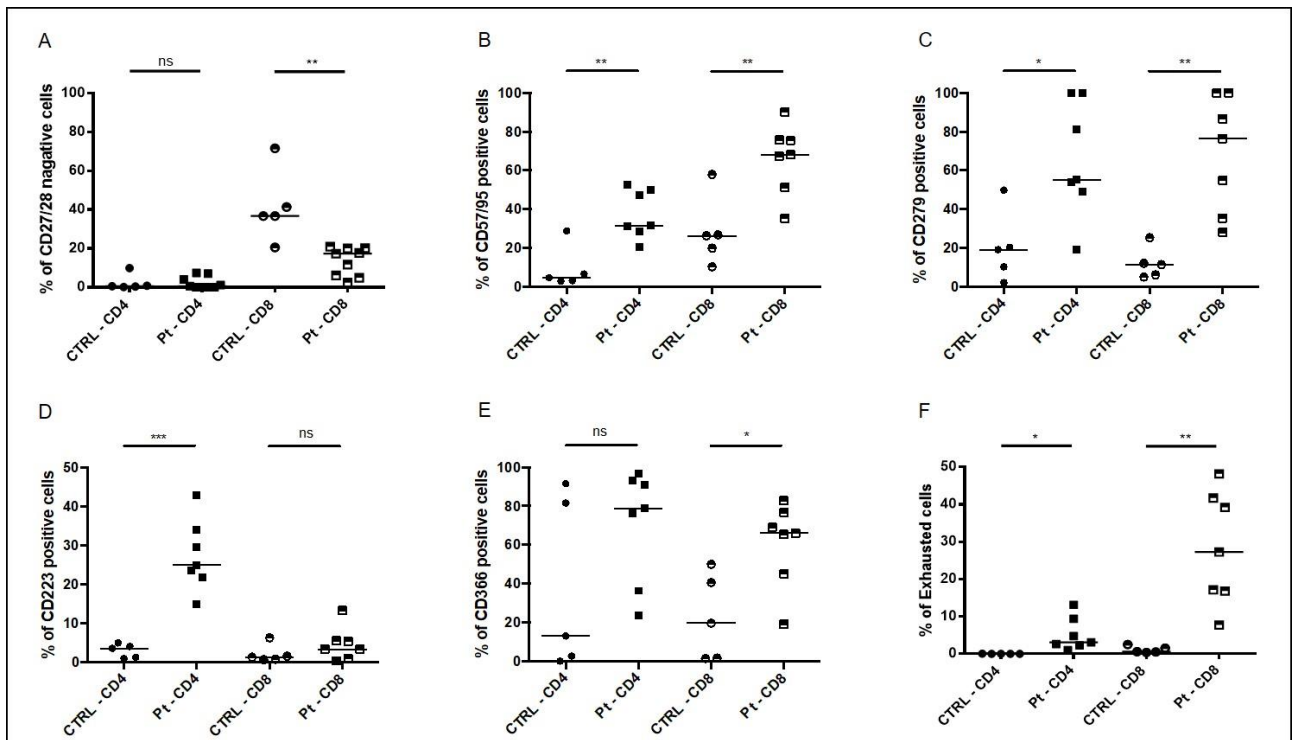 A
ns
**
% of CD27/28 nagative cells
100
80
60
40
20
0
CTRL - CD4
Pt - CD4
CTRL - CD8
Pt - CD8
B
**
**
% of CD57/95 positive cells
100
80
60
40
20
0
CTRL - CD4
Pt - CD4
CTRL - CD8
Pt - CD8
C
*
**
% of CD279 positive cells
100
80
60
40
20
0
CTRL - CD4
Pt - CD4
CTRL - CD8
Pt - CD8
D
***
ns
% of CD223 positive cells
50
40
30
20
10
0
CTRL - CD4
Pt - CD4
CTRL - CD8
Pt - CD8
E
ns
*
% of CD366 positive cells
100
80
60
40
20
0
CTRL - CD4
Pt - CD4
CTRL - CD8
Pt - CD8
F
*
**
% of Exhausted cells
50
40
30
20
10
0
CTRL - CD4
Pt - CD4
CTRL - CD8
Pt - CD8